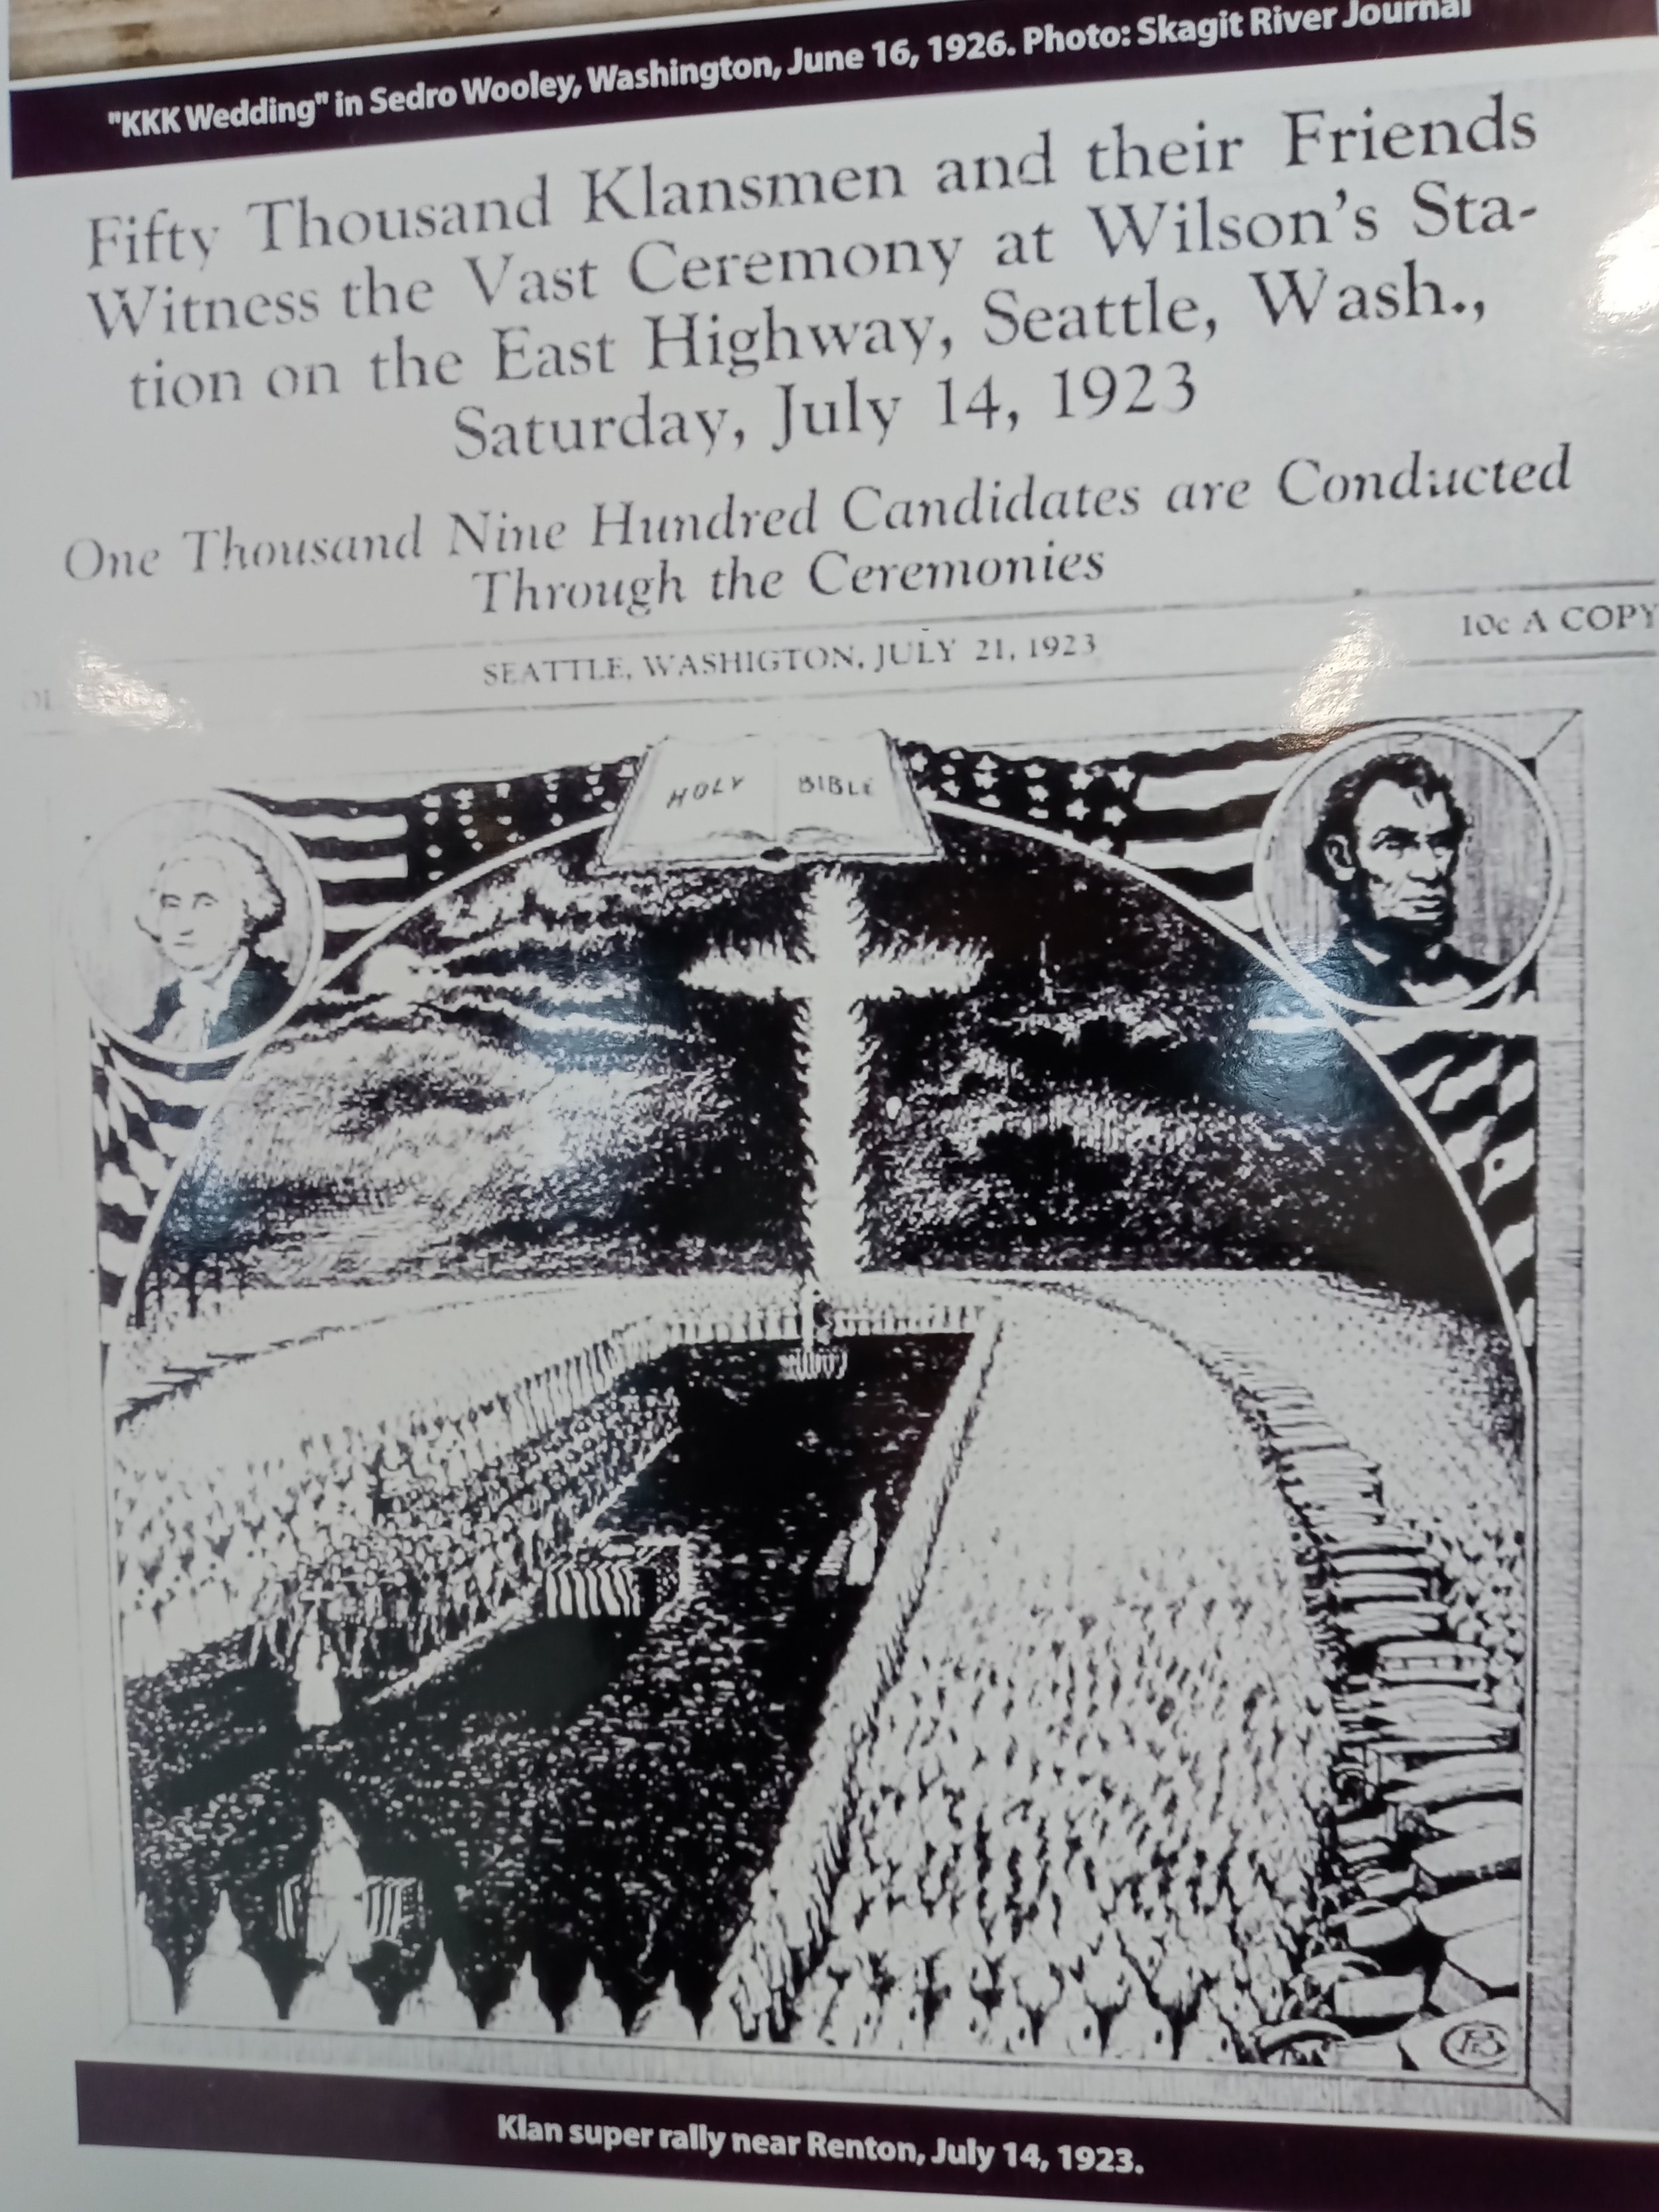 "KKK Wedding" in Sedro Wooley, Washington, June 16, 1926. Photo: Skagit River Journal
Fifty Thousand Klansmen and their Friends
Witness the Vast Ceremony at Wilson's Sta-
tion on the East Highway, Seattle, Wash.,
Saturday, July 14, 1923
One Thousand Nine Hundred Candidates are Conducted
Through the Ceremonies
SEATTLE, WASHIGTON, JULY 21, 1923
10c A COPY
HOLY BIBLE
Klan super rally near Renton, July 14, 1923.